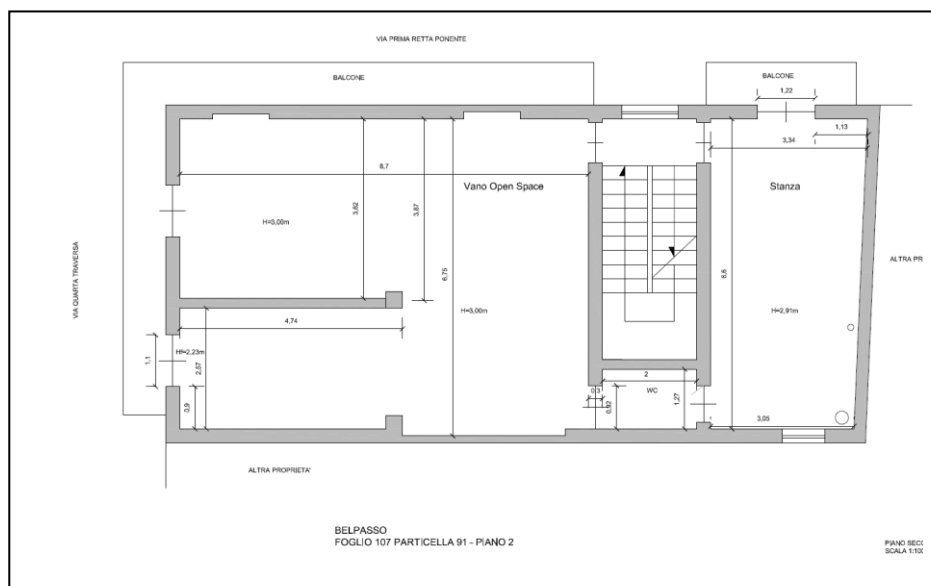 VIA PRIMA RETTA PONENTE
BALCONE
BALCONE
1,22
1,13
3,34
8,7
Vano Open Space
Stanza
3,82
3,87
H=3,00m
6,75
6,6
VIA QUARTA TRAVERSA
ALTRA PR
H=3,00m
H=2,91m
4,74
1,1
Hf=2,23m
2,57
2
0,3
WC
0,9
0,92
1,27
3,05
ALTRA PROPRIETA'
BELPASSO
FOGLIO 107 PARTICELLA 91 - PIANO 2
PIANO SEC
SCALA 1:10